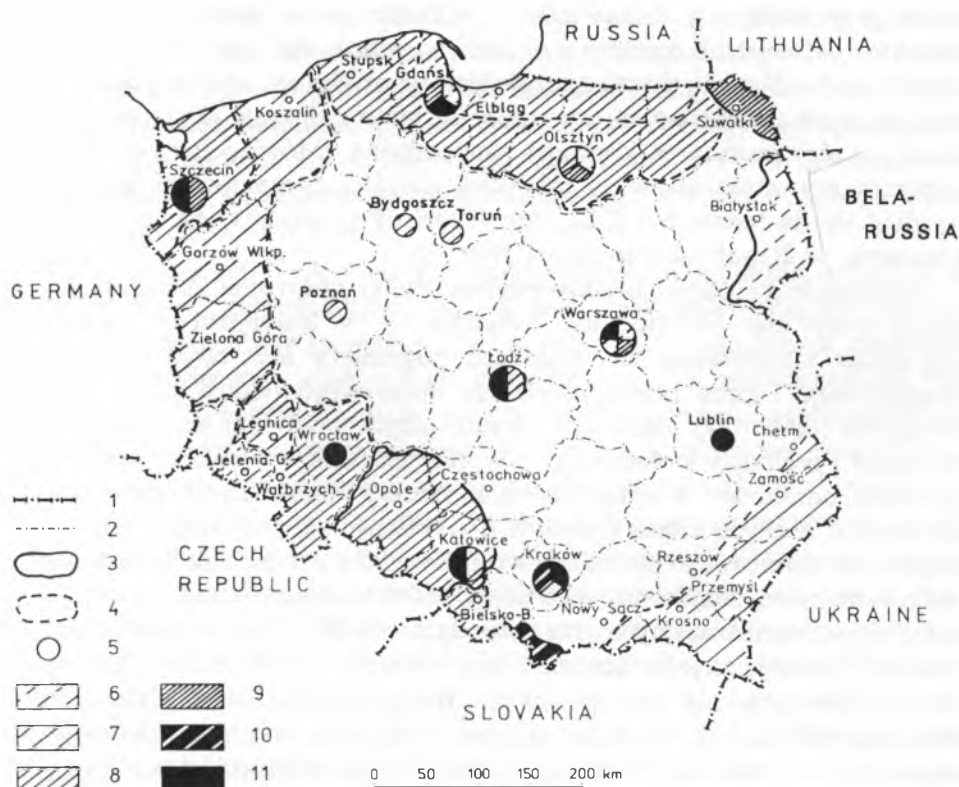 RUSSIA
LITHUANIA
Słupsk
Gdańsk
Koszalin
Elbląg
Suwałki
Olsztyn
Szczecin
Bydgoszcz
Toruń
Białystok
BELA-
RUSSIA
Gorzów Wlkp.
GERMANY
Poznań
Warszawa
Zielona Góra
Łódź
Lublin
Chełm
Legnica
Wrocław
Jelenia-G.
Wałbrzych
Opole
Częstochowa
Zamość
Katowice
Kraków
Rzeszów
Przemyśl
Bielsko-B.
Nowy Sącz
Krosno
UKRAINE
CZECH
REPUBLIC
SLOVAKIA
1
2
3
4
5
6 9
7 10
8 11
0 50 100 150 200 km